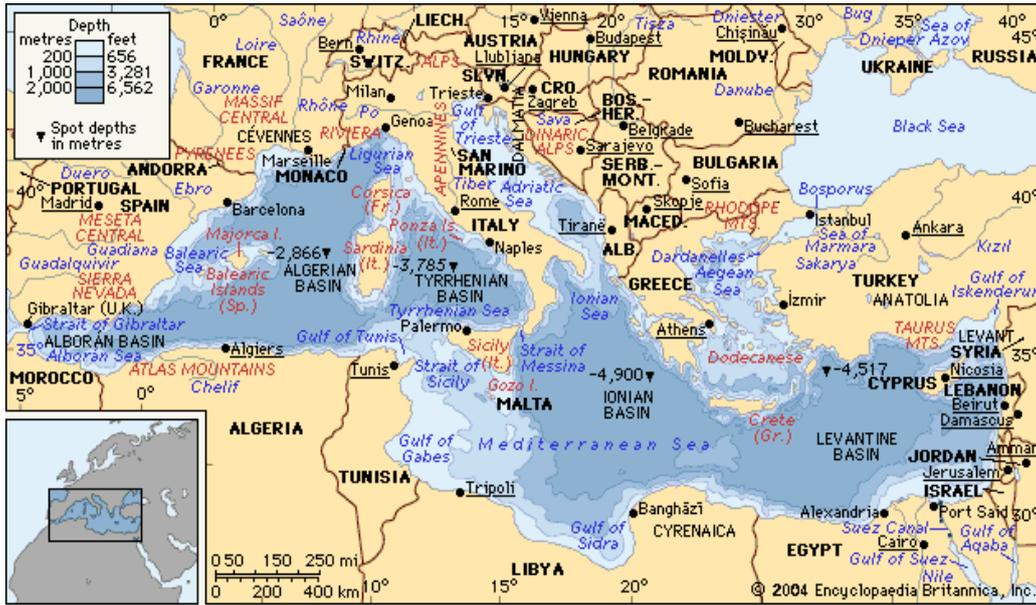 Depth
metres feet
200 656
1,000 3,281
2,000 6,562
Spot depths
in metres
0°
5°
10°
15°
20°
25°
30°
35°
40°
45°
Saône
Loire
FRANCE
Garonne
MASSIF
CENTRAL
CÉVENNES
Rhône
Bern
Rhine
SWITZ.
LIECH.
ALPS
Milan
Po
Genoa
RIVIERA
Marseille
MONACO
Ligurian
Sea
PYRENEES
ANDORRA
Duero
Ebro
40°
PORTUGAL
Madrid
SPAIN
MESETA
CENTRAL
Guadiana
Guadalquivir
SIERRA
NEVADA
Gibraltar (U.K.)
Strait of Gibraltar
ALBORÁN BASIN
35°
Alborán Sea
MOROCCO
5°
0°
Barcelona
Majorca I.
Balearic
Sea
Balearic
Islands
(Sp.)
-2,866
ALGERIAN
BASIN
Algiers
ATLAS MOUNTAINS
Chelif
ALGERIA
Vienna
AUSTRIA
Llubljana
SLVN.
Trieste
Gulf
of
Trieste
HUNGARY
Budapest
Tisza
CRO.
Zagreb
DALMATIA
Sava
DINARIC
ALPS
BOS.-
HER.
Belgrade
Sarajevo
SERB.-
MONT.
ROMANIA
Dniester
Chişinău
MOLDV.
Danube
Bucharest
BULGARIA
Sofia
Skopje
MACED.
RHODOPE
MTS.
Tiranë
ALB.
GREECE
Bug
Dnieper
Sea of
Azov
UKRAINE
RUSSIA
Black Sea
40°
Bosporus
Istanbul
Sea of
Marmara
Sakarya
Ankara
Kızıl
TURKEY
ANATOLIA
Gulf of
Iskenderun
TAURUS
MTS.
LEVANT
SYRIA
35°
Nicosia
CYPRUS
LEBANON
Beirut
Damascus
JORDAN
Amman
Jerusalem
ISRAEL
Port Said
30°
Alexandria
Suez Canal
Cairo
Gulf of
Aqaba
Gulf of Suez
Nile
EGYPT
APENNINES
SAN
MARINO
Tiber
Adriatic
Sea
Corsica
(Fr.)
Rome
Ponza Is.
(It.)
ITALY
Naples
Sardinia
(It.)
-3,785
TYRRHENIAN
BASIN
Tyrrhenian Sea
Palermo
Gulf of Tunis
Tunis
Sicily
(It.)
Strait of
Sicily
Strait of
Messina
Gozo I.
MALTA
Ionian
Sea
Dardanelles
Aegean
Sea
İzmir
Athens
Dodecanese
-4,900
IONIAN
BASIN
Crete
(Gr.)
-4,517
LEVANTINE
BASIN
Mediterranean Sea
Gulf of
Gabes
TUNISIA
Tripoli
Banghāzī
CYRENAICA
Gulf of
Sidra
LIBYA
0 50 150 250 mi
0 100 200 300 400 km
10°
15°
20°
© 2004 Encyclopaedia Britannica, Inc